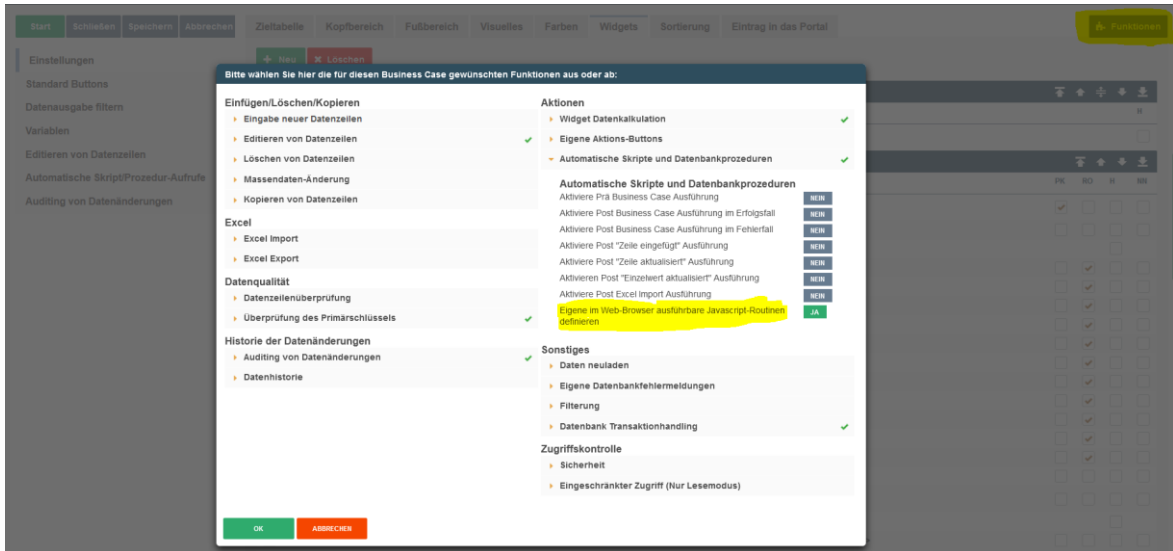 Start Schließen Speichern Abbrechen
Zieltabelle Kopfbereich Fußbereich Visuelles Farben Widgets Sortierung Eintrag in das Portal
Funktionen
Einstellungen
Standard Buttons
Datenausgabe filtern
Variablen
Editieren von Datenzeilen
Automatische Skript/Prozedur-Aufrufe
Auditing von Datenänderungen
Neu Löschen
Bitte wählen Sie hier die für diesen Business Case gewünschten Funktionen aus oder ab:
Einfügen/Löschen/Kopieren
Eingabe neuer Datenzeilen
Editieren von Datenzeilen
Löschen von Datenzeilen
Massendaten-Änderung
Kopieren von Datenzeilen
Excel
Excel Import
Excel Export
Datenqualität
Datenzeilenüberprüfung
Überprüfung des Primärschlüssels
Historie der Datenänderungen
Auditing von Datenänderungen
Datenhistorie
Aktionen
Widget Datenkalkulation
Eigene Aktions-Buttons
Automatische Skripte und Datenbankprozeduren
Automatische Skripte und Datenbankprozeduren
Aktiviere Prä Business Case Ausführung NEIN
Aktiviere Post Business Case Ausführung im Erfolgsfall NEIN
Aktiviere Post Business Case Ausführung im Fehlerfall NEIN
Aktiviere Post "Zeile eingefügt" Ausführung NEIN
Aktiviere Post "Zeile aktualisiert" Ausführung NEIN
Aktivieren Post "Einzelwert aktualisiert" Ausführung NEIN
Aktiviere Post Excel Import Ausführung NEIN
Eigene im Web-Browser ausführbare Javascript-Routinen JA
definieren
Sonstiges
Daten neuladen
Eigene Datenbankfehlermeldungen
Filterung
Datenbank Transaktionhandling
Zugriffskontrolle
Sicherheit
Eingeschränkter Zugriff (Nur Lesemodus)
OK ABBRECHEN
H
PK RO H NN